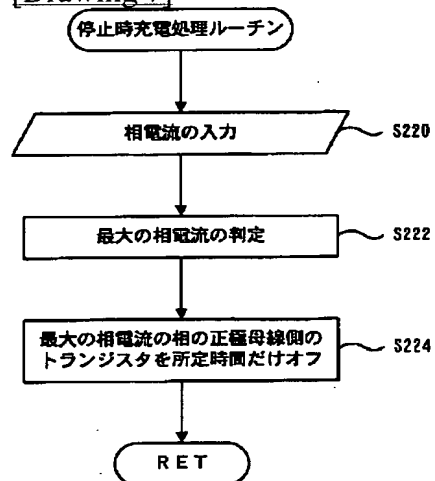 [Drawing 7]
停止時充電処理ルーチン
相電流の入力
S220
最大の相電流の判定
S222
最大の相電流の相の正極母線側の
トランジスタを所定時間だけオフ
S224
RET